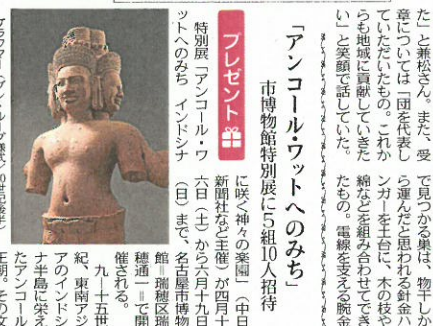 た」と兼松さん。また、受
章については「団を代表し
ていただいたもの。これか
らも地域に貢献していきた
い」と笑顔で話していた。
で見つかる巣は、物干しか
ら運んだと思われる針金ハ
ンガーを土台に、木の枝や
綿などを組み合わせてでき
たもの。電線を支える腕金
「アンコール・ワットへのみち」
市博物館特別展に5組10人招待
プレゼント
特別展「アンコール・ワ
ットへのみち　インドシナ
に咲く神々の楽園」（中日
新聞社など主催）が四月十
六日（土）から六月十九日
（日）まで、名古屋市博物
館＝瑞穂区瑞
穂通一＝で開
催される。
九―十五世
紀、東南アジ
アのインドシ
ナ半島に栄え
たアンコール
王朝。その文